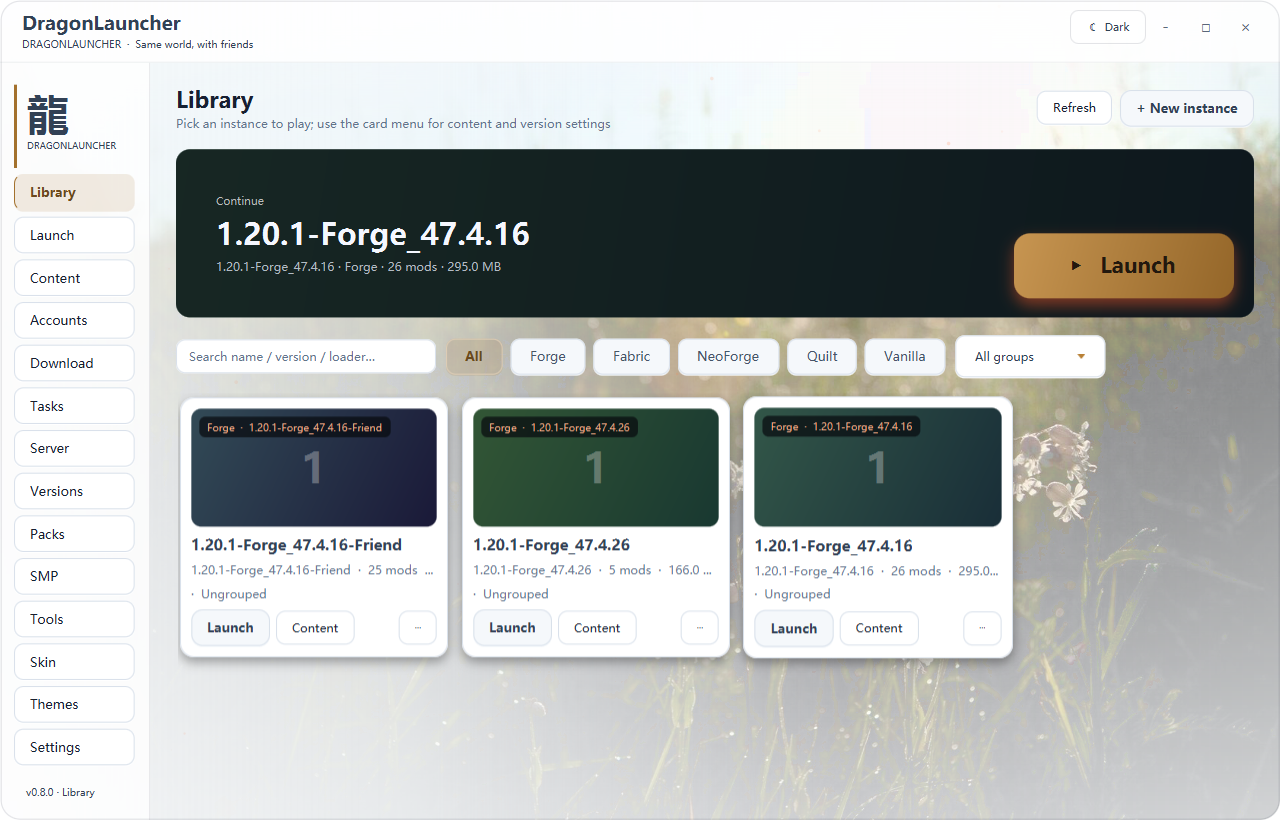 DragonLauncher
DRAGONLAUNCHER · Same world, with friends
☾ Dark
龍
DRAGONLAUNCHER
Library
Launch
Content
Accounts
Download
Tasks
Server
Versions
Packs
SMP
Tools
Skin
Themes
Settings
v0.8.0 · Library
Library
Pick an instance to play; use the card menu for content and version settings
Refresh
+ New instance
Continue
1.20.1-Forge_47.4.16
1.20.1-Forge_47.4.16 · Forge · 26 mods · 295.0 MB
Launch
Search name / version / loader...
All
Forge
Fabric
NeoForge
Quilt
Vanilla
All groups
Forge · 1.20.1-Forge_47.4.16-Friend
1
1.20.1-Forge_47.4.16-Friend
1.20.1-Forge_47.4.16-Friend · 25 mods ...
· Ungrouped
Launch
Content
...
Forge · 1.20.1-Forge_47.4.26
1
1.20.1-Forge_47.4.26
1.20.1-Forge_47.4.26 · 5 mods · 166.0 ...
· Ungrouped
Launch
Content
...
Forge · 1.20.1-Forge_47.4.16
1
1.20.1-Forge_47.4.16
1.20.1-Forge_47.4.16 · 26 mods · 295.0...
· Ungrouped
Launch
Content
...